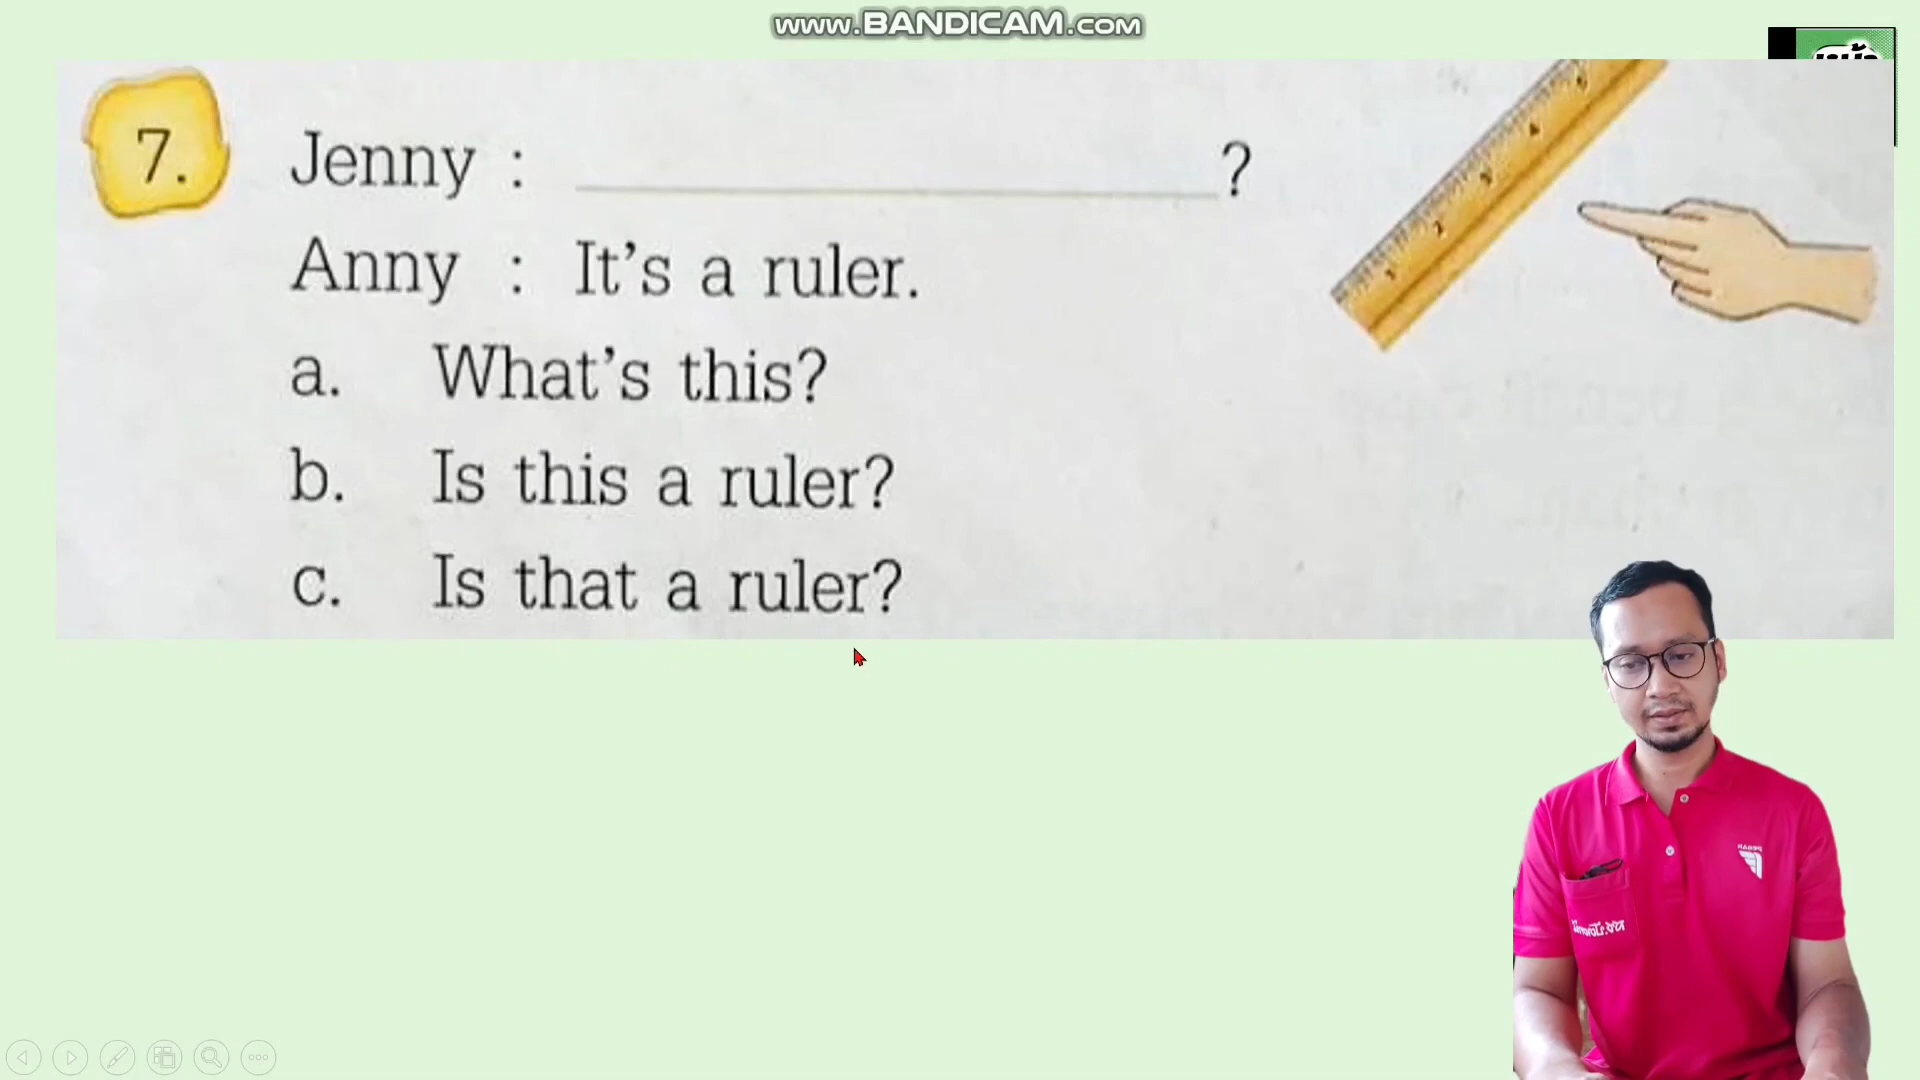 www.BANDICAM.com
7.
Jenny : ?
Anny : It's a ruler.
a. What's this?
b. Is this a ruler?
c. Is that a ruler?